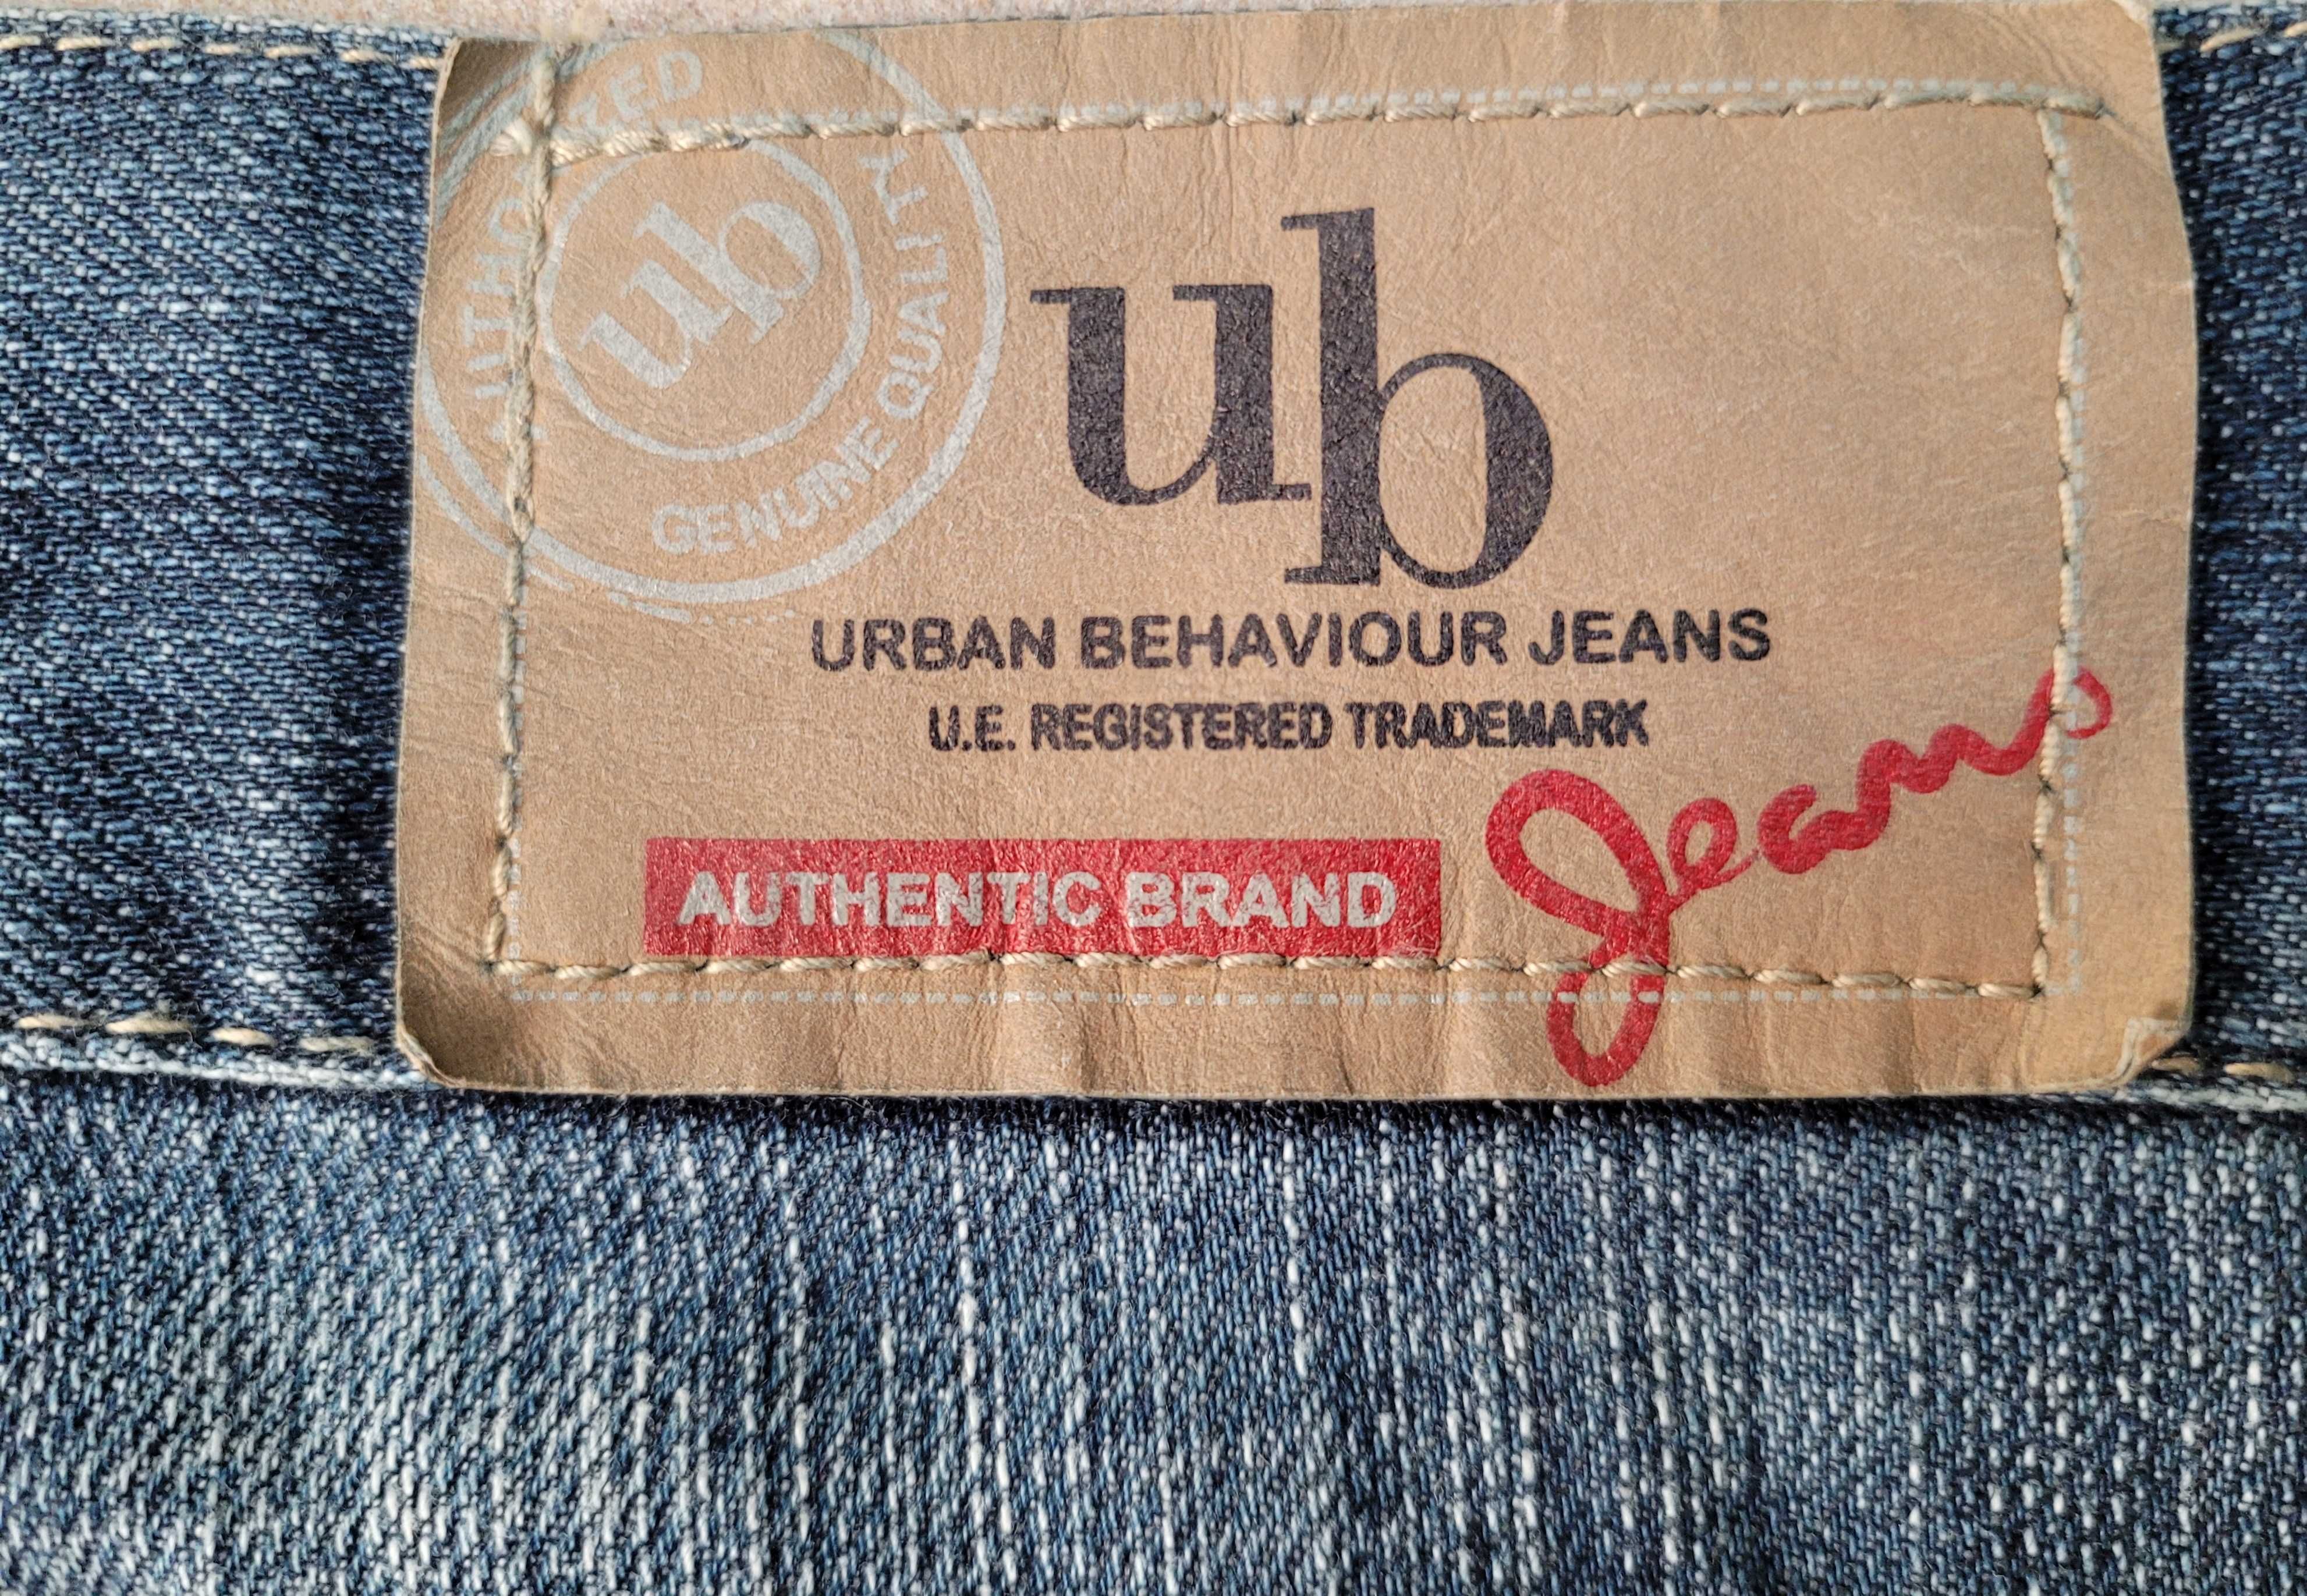 AUTHORIZED
ub
GENUINE QUALITY
ub
URBAN BEHAVIOUR JEANS
U.E. REGISTERED TRADEMARK
AUTHENTIC BRAND
Jeans